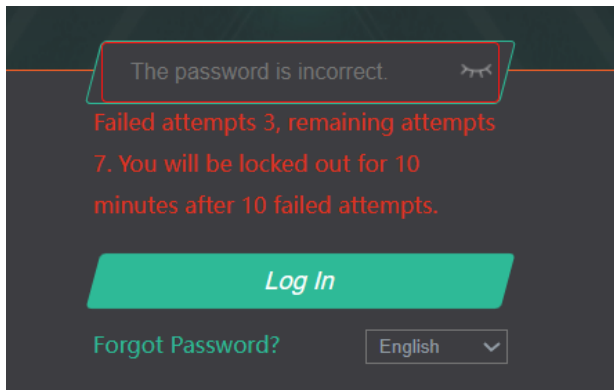 The password is incorrect.
Failed attempts 3, remaining attempts
7. You will be locked out for 10
minutes after 10 failed attempts.
Log In
Forgot Password?
English